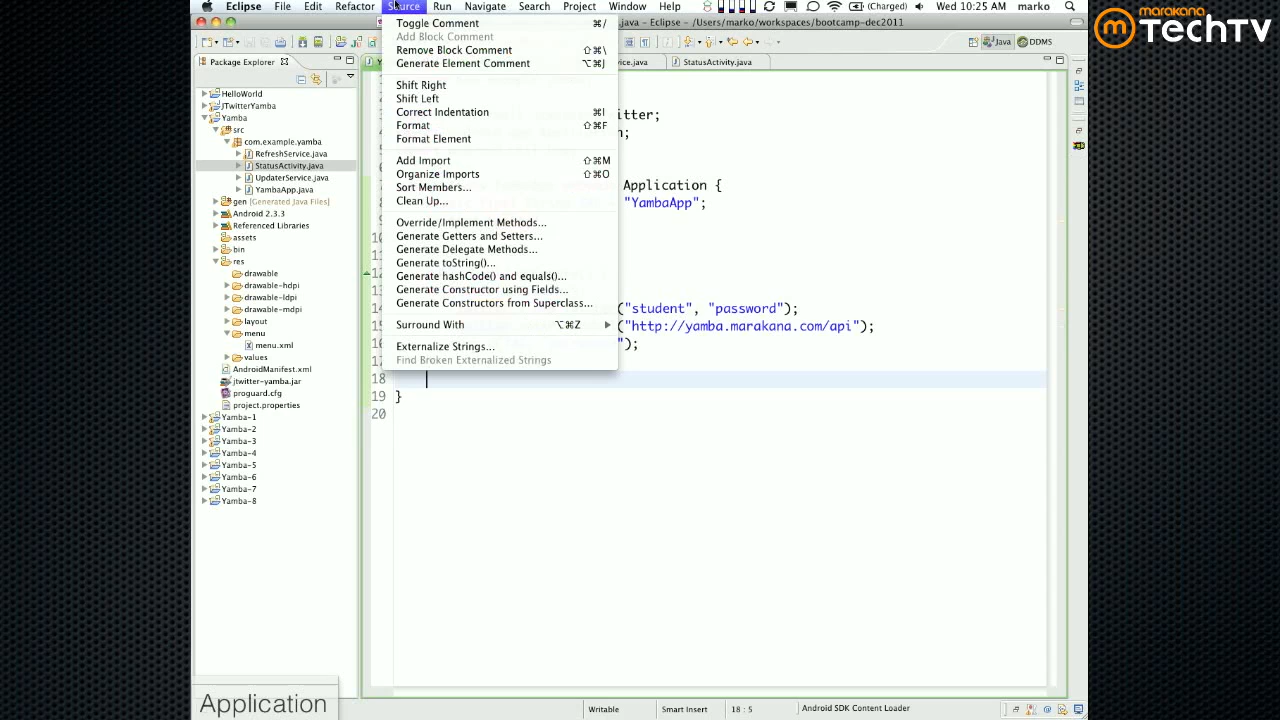 Eclipse File Edit Refactor Source Run Navigate Search Project Window Help (Charged) Wed 10:25 AM marko
.java - Eclipse - /Users/marko/workspaces/bootcamp-dec2011
marakana
TechTV
Java DDMS
Package Explorer
StatusActivity.java
HelloWorld
JTwitterYamba
Yamba
src
com.example.yamba
RefreshService.java
StatusActivity.java
UpdaterService.java
YambaApp.java
gen [Generated Java Files]
Android 2.3.3
Referenced Libraries
assets
bin
res
drawable
drawable-hdpi
drawable-ldpi
drawable-mdpi
layout
menu
menu.xml
values
AndroidManifest.xml
jtwitter-yamba.jar
proguard.cfg
project.properties
Yamba-1
Yamba-2
Yamba-3
Yamba-4
Yamba-5
Yamba-6
Yamba-7
Yamba-8
Toggle Comment ⌘/
Add Block Comment
Remove Block Comment ⇧⌘\
Generate Element Comment ⌥⌘J
Shift Right
Shift Left
Correct Indentation ⌘I
Format ⇧⌘F
Format Element
Add Import ⇧⌘M
Organize Imports ⇧⌘O
Sort Members...
Clean Up...
Override/Implement Methods...
Generate Getters and Setters...
Generate Delegate Methods...
Generate toString()...
Generate hashCode() and equals()...
Generate Constructor using Fields...
Generate Constructors from Superclass...
Surround With ⌥⌘Z
Externalize Strings...
Find Broken Externalized Strings
Application {
"YambaApp";
("student", "password");
("http://yamba.marakana.com/api");
18
19 }
20
Application
Writable Smart Insert 18 : 5 Android SDK Content Loader